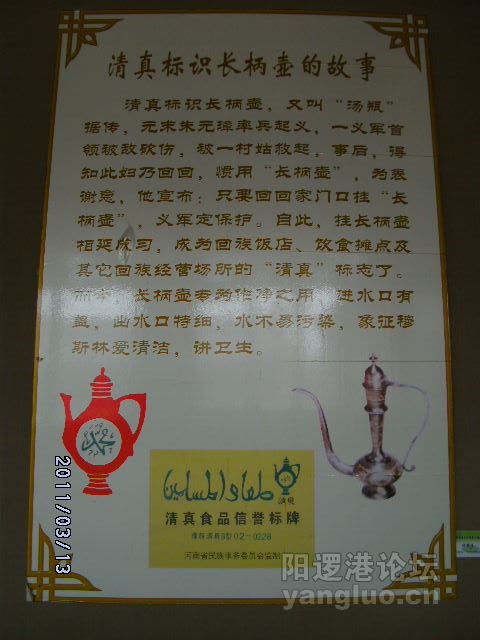 清真标识长柄壶的故事
清真标识长柄壶，又叫“汤瓶”
据传，元末朱元璋率兵起义，一义军首
领被敌砍伤，被一村姑救起。事后，得
知此妇乃回回，惯用“长柄壶”，为表
谢意，他宣布：只要回回家门口挂“长
柄壶”，义军定保护。自此，挂长柄壶
相延成习，成为回族饭店、饮食摊点及
其它回族经营场所的“清真”标志了。
而今，长柄壶专为作净之用，进水口有
盖，出水口特细，水不易污染，象征穆
斯林爱清洁，讲卫生。
محمد
طعام المسلمين
清真
清真食品信誉标牌
02-0228
河南省民族事务委员会监制
2011/03/13
阳逻港论坛
yangluo.cn